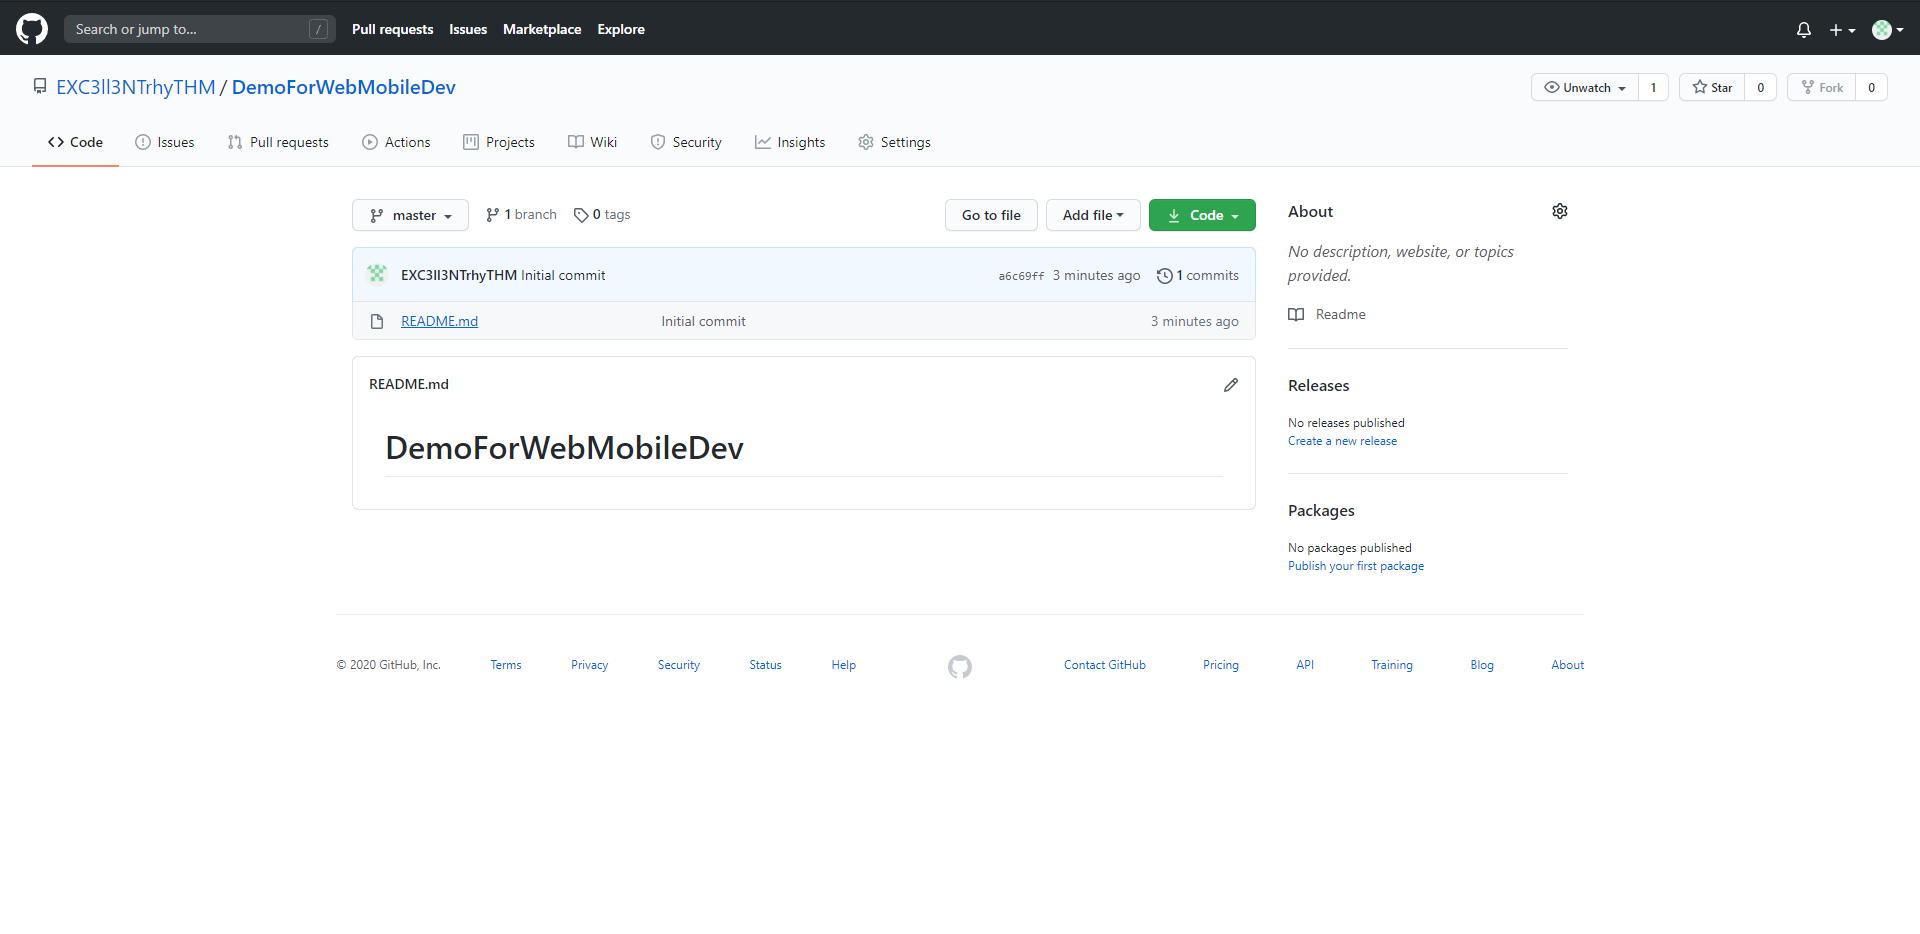 Search or jump to... /
Pull requests Issues Marketplace Explore
EXC3ll3NTrhyTHM / DemoForWebMobileDev
Unwatch 1 Star 0 Fork 0
Code Issues Pull requests Actions Projects Wiki Security Insights Settings
master 1 branch 0 tags
Go to file Add file Code
EXC3ll3NTrhyTHM Initial commit a6c69ff 3 minutes ago 1 commits
README.md Initial commit 3 minutes ago
README.md
DemoForWebMobileDev
About
No description, website, or topics
provided.
Readme
Releases
No releases published
Create a new release
Packages
No packages published
Publish your first package
© 2020 GitHub, Inc. Terms Privacy Security Status Help Contact GitHub Pricing API Training Blog About